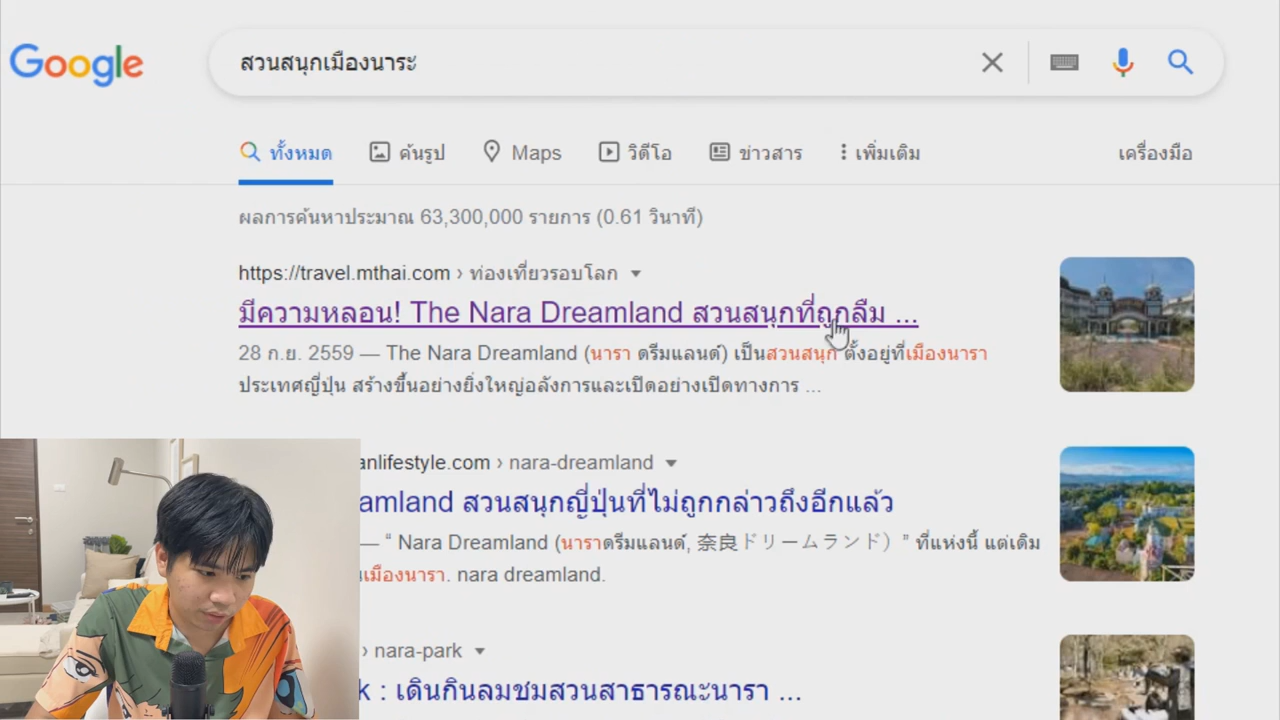 Google
สวนสนุกเมืองนาระ
ทั้งหมด ค้นรูป Maps วิดีโอ ข่าวสาร เพิ่มเติม เครื่องมือ
ผลการค้นหาประมาณ 63,300,000 รายการ (0.61 วินาที)
https://travel.mthai.com › ท่องเที่ยวรอบโลก
มีความหลอน! The Nara Dreamland สวนสนุกที่ถูกลืม ...
28 ก.ย. 2559 — The Nara Dreamland (นารา ดรีมแลนด์) เป็นสวนสนุก ตั้งอยู่ที่เมืองนารา
ประเทศญี่ปุ่น สร้างขึ้นอย่างยิ่งใหญ่อลังการและเปิดอย่างเปิดทางการ ...
anlifestyle.com › nara-dreamland
amland สวนสนุกญี่ปุ่นที่ไม่ถูกกล่าวถึงอีกแล้ว
— “ Nara Dreamland (นาราดรีมแลนด์, 奈良ドリームランド) ” ที่แห่งนี้ แต่เดิม
เมืองนารา. nara dreamland.
› nara-park
k : เดินกินลมชมสวนสาธารณะนารา ...